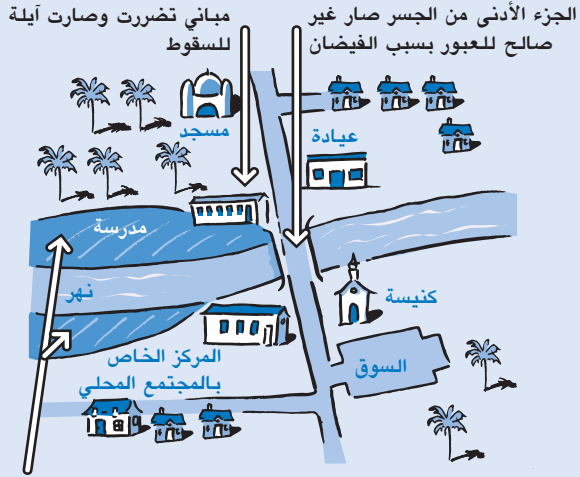 الجزء الأدنى من الجسر صار غير
صالح للعبور بسبب الفيضان
مباني تضررت وصارت آيلة
للسقوط
مسجد
عيادة
مدرسة
نهر
كنيسة
المركز الخاص
بالمجتمع المحلي
السوق